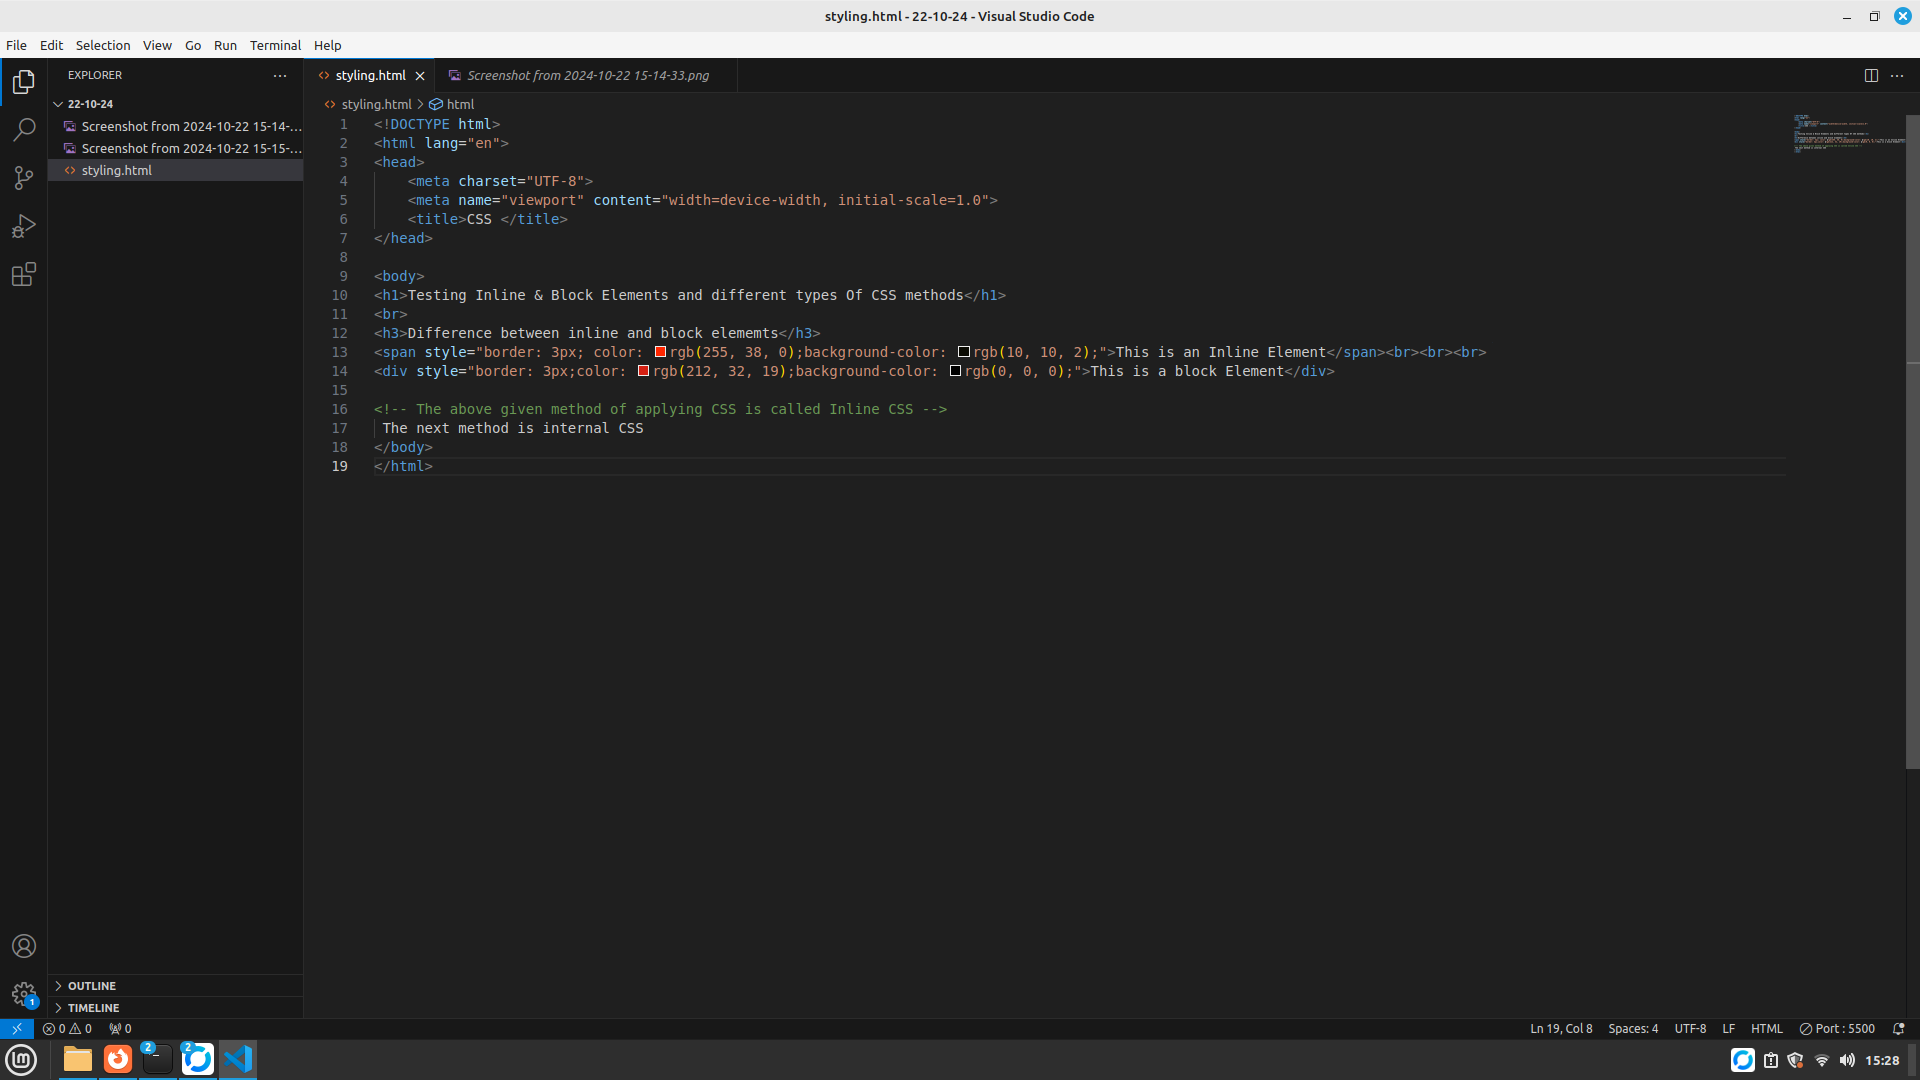 styling.html - 22-10-24 - Visual Studio Code
File Edit Selection View Go Run Terminal Help
EXPLORER
22-10-24
Screenshot from 2024-10-22 15-14-...
Screenshot from 2024-10-22 15-15-...
styling.html
OUTLINE
TIMELINE
styling.html
Screenshot from 2024-10-22 15-14-33.png
styling.html > html
1 <!DOCTYPE html>
2 <html lang="en">
3 <head>
4     <meta charset="UTF-8">
5     <meta name="viewport" content="width=device-width, initial-scale=1.0">
6     <title>CSS </title>
7 </head>
8
9 <body>
10 <h1>Testing Inline & Block Elements and different types Of CSS methods</h1>
11 <br>
12 <h3>Difference between inline and block elememts</h3>
13 <span style="border: 3px; color: rgb(255, 38, 0);background-color: rgb(10, 10, 2);">This is an Inline Element</span><br><br><br>
14 <div style="border: 3px;color: rgb(212, 32, 19);background-color: rgb(0, 0, 0);">This is a block Element</div>
15
16 <!-- The above given method of applying CSS is called Inline CSS -->
17  The next method is internal CSS
18 </body>
19 </html>
1
0 0 0
Ln 19, Col 8 Spaces: 4 UTF-8 LF HTML Port : 5500
2 2
15:28